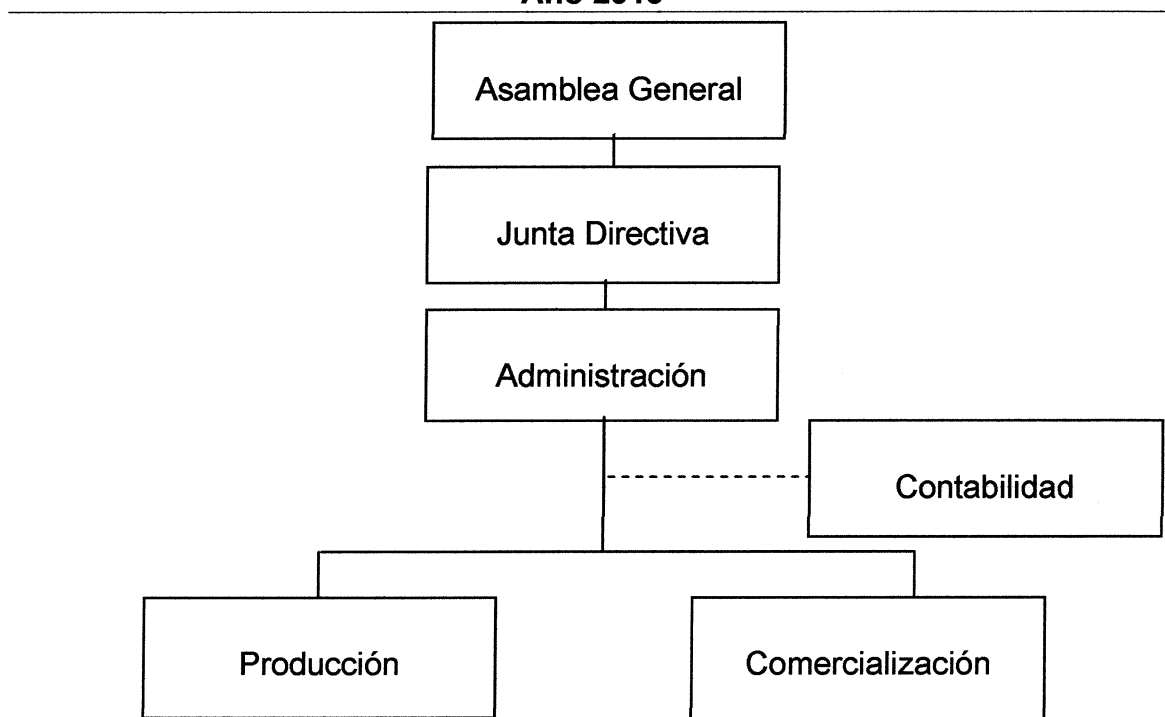 Asamblea General
Junta Directiva
Administración
Contabilidad
Producción
Comercialización